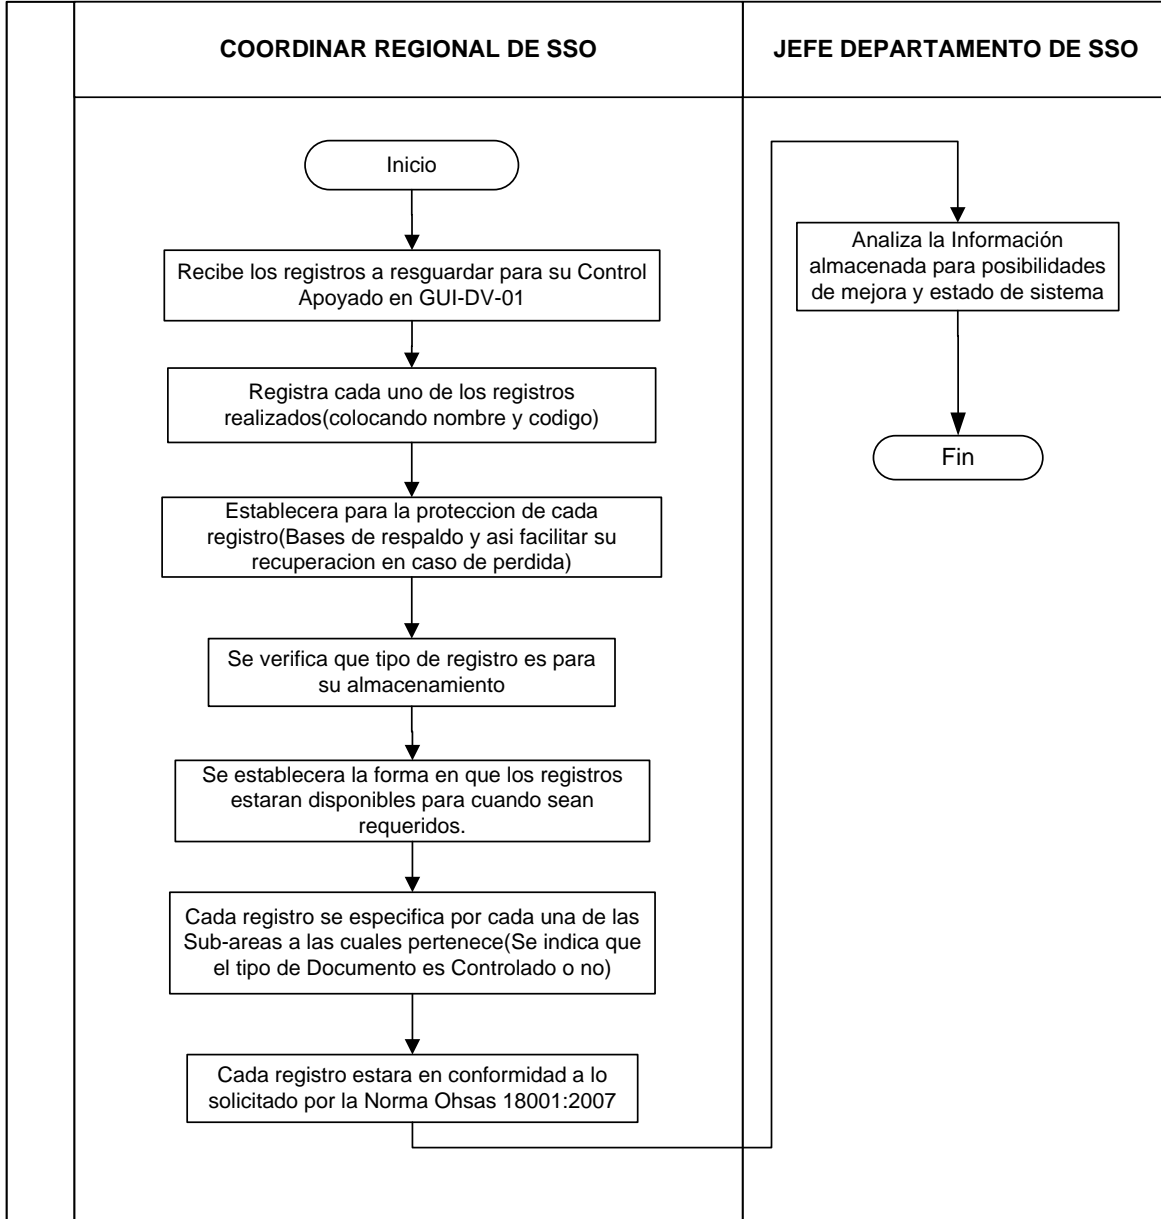 COORDINAR REGIONAL DE SSO
JEFE DEPARTAMENTO DE SSO
Inicio
Recibe los registros a resguardar para su Control
Apoyado en GUI-DV-01
Registra cada uno de los registros
realizados(colocando nombre y codigo)
Establecera para la proteccion de cada
registro(Bases de respaldo y asi facilitar su
recuperacion en caso de perdida)
Se verifica que tipo de registro es para
su almacenamiento
Se establecera la forma en que los registros
estaran disponibles para cuando sean
requeridos.
Cada registro se especifica por cada una de las
Sub-areas a las cuales pertenece(Se indica que
el tipo de Documento es Controlado o no)
Cada registro estara en conformidad a lo
solicitado por la Norma Ohsas 18001:2007
Analiza la Información
almacenada para posibilidades
de mejora y estado de sistema
Fin